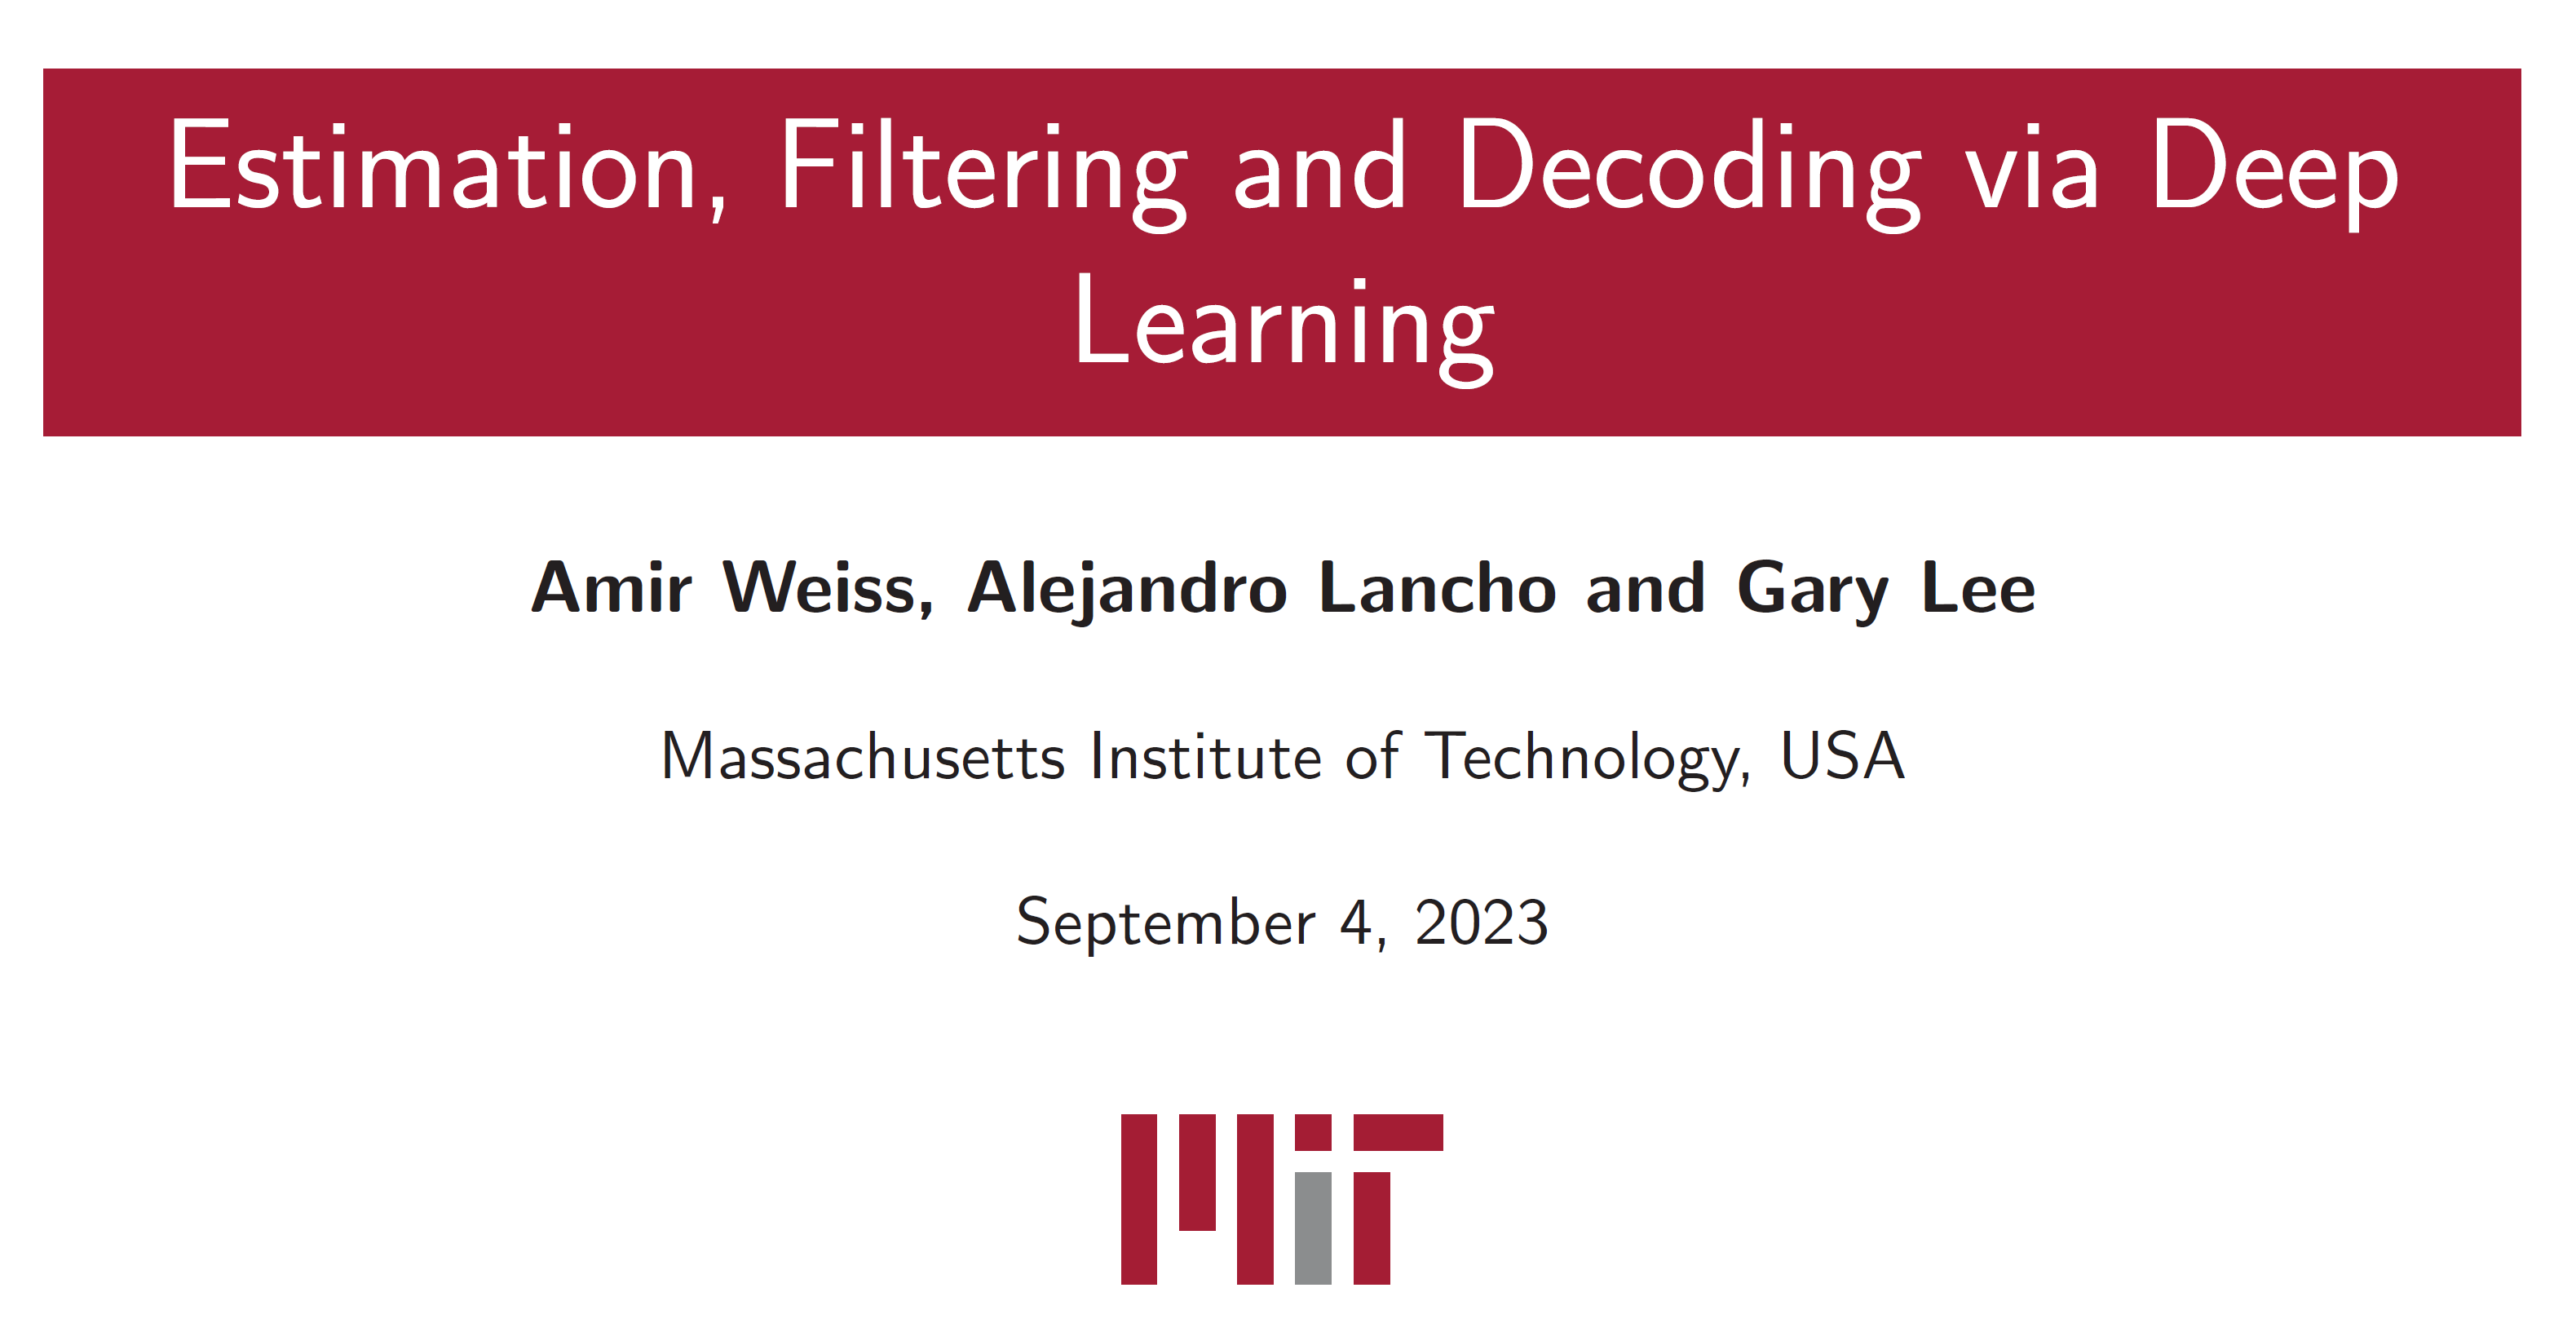 Estimation, Filtering and Decoding via Deep
Learning
Amir Weiss, Alejandro Lancho and Gary Lee
Massachusetts Institute of Technology, USA
September 4, 2023
MIT